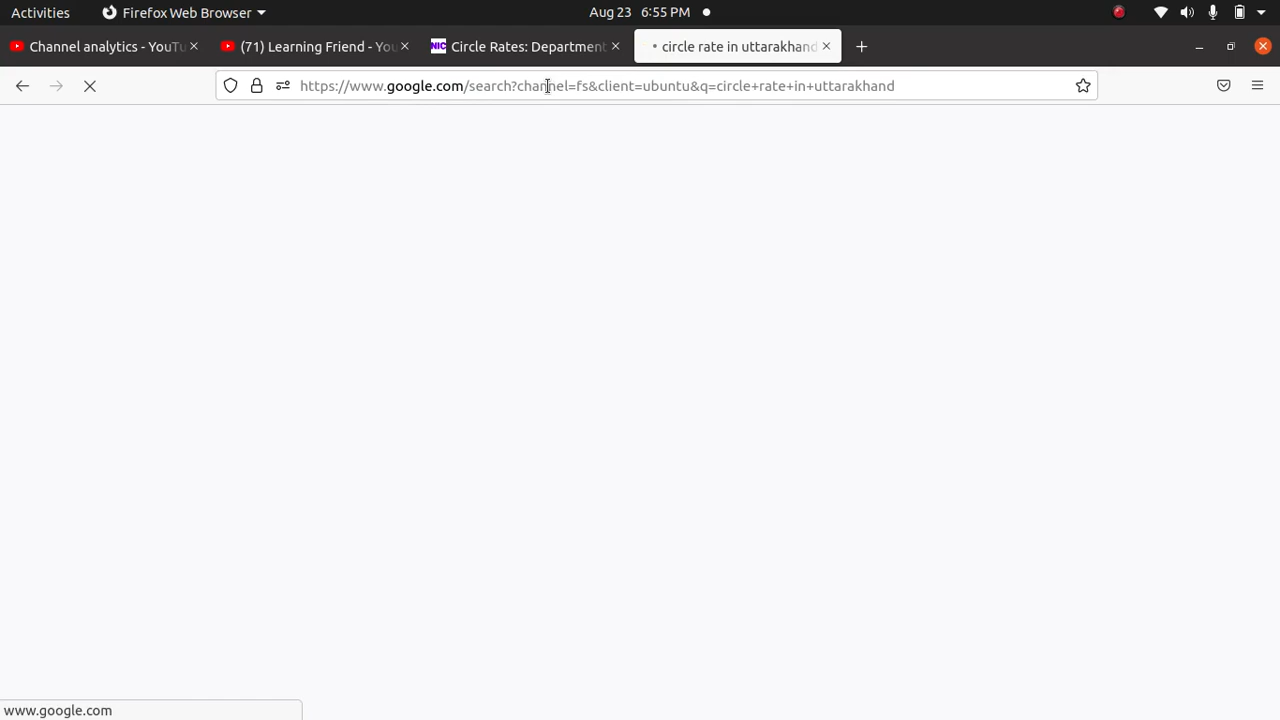 Activities Firefox Web Browser Aug 23 6:55 PM
Channel analytics - YouTu (71) Learning Friend - You NIC Circle Rates: Department circle rate in uttarakhand
https://www.google.com/search?channel=fs&client=ubuntu&q=circle+rate+in+uttarakhand
www.google.com